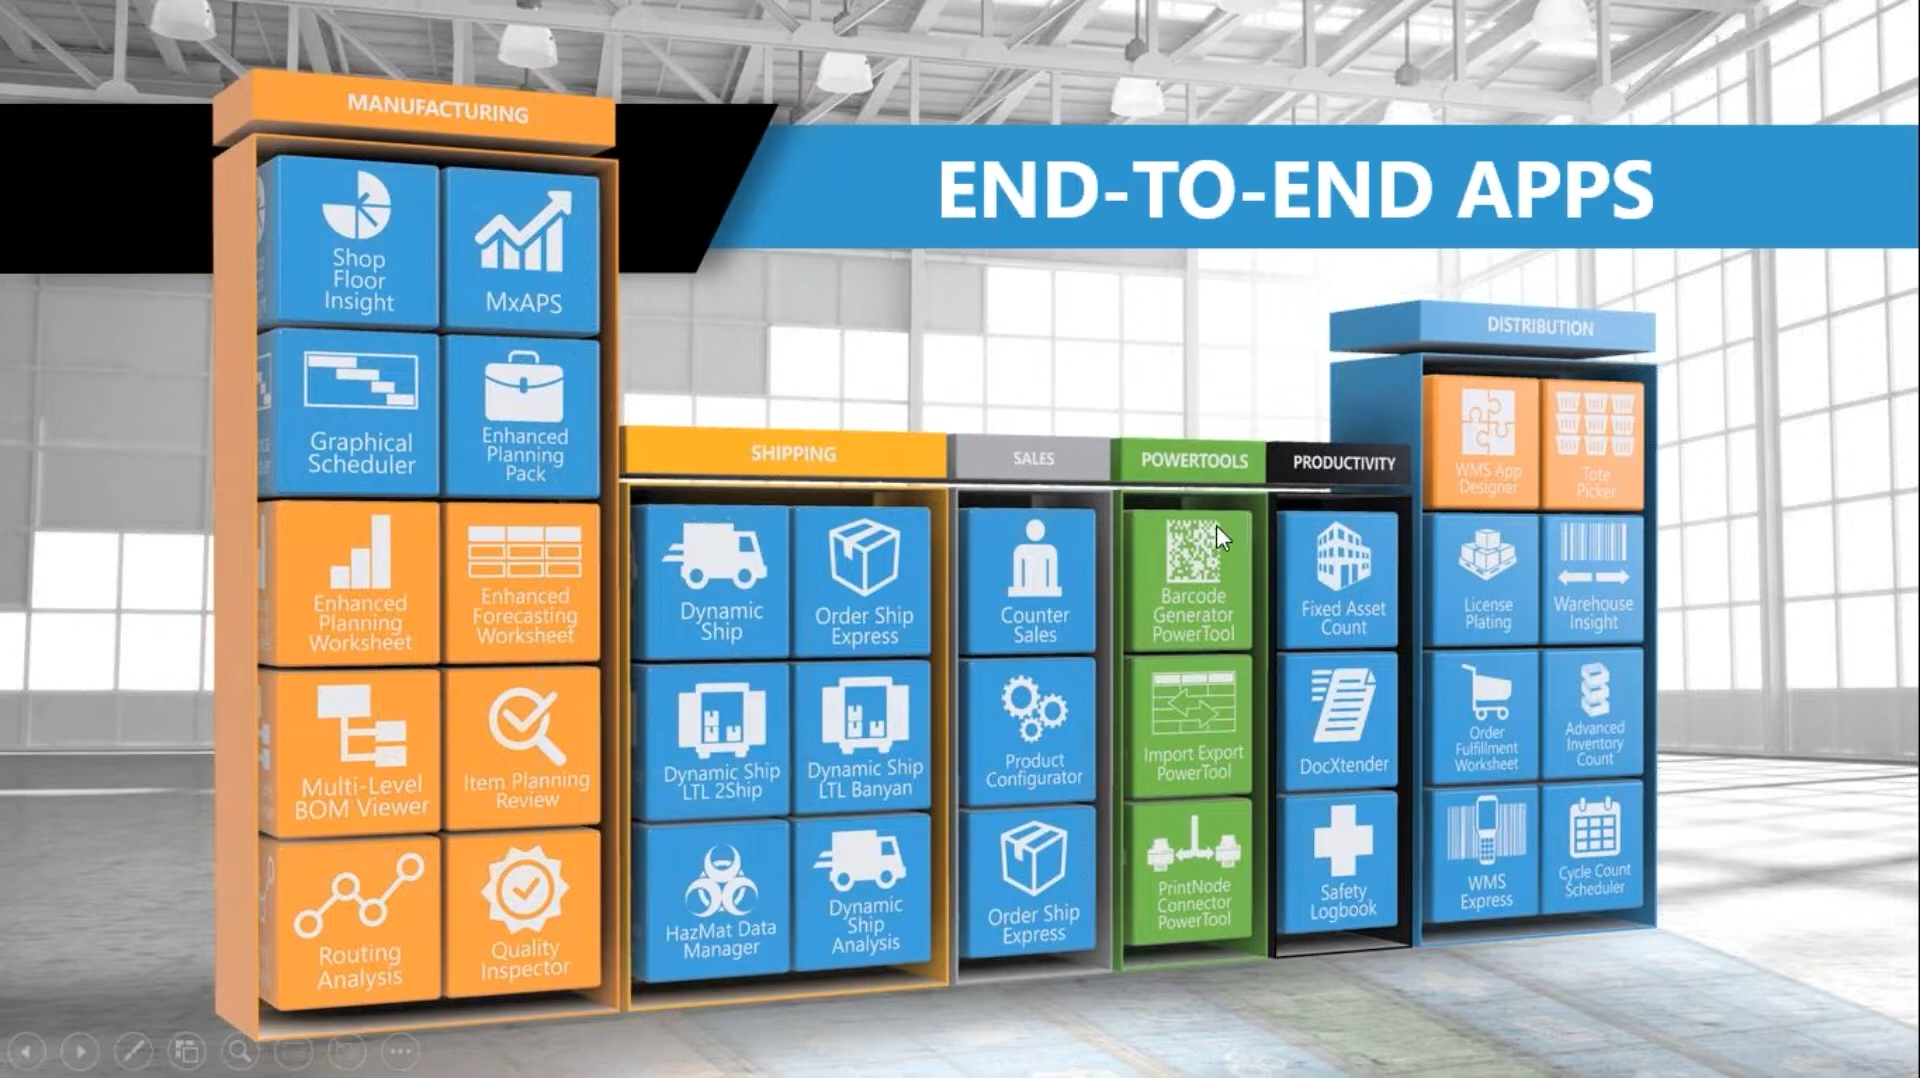 MANUFACTURING
END-TO-END APPS
Shop
Floor
Insight
MxAPS
Graphical
Scheduler
Enhanced
Planning
Pack
Enhanced
Planning
Worksheet
Enhanced
Forecasting
Worksheet
Multi-Level
BOM Viewer
Item Planning
Review
Routing
Analysis
Quality
Inspector
SHIPPING
Dynamic
Ship
Order Ship
Express
Dynamic Ship
LTL 2Ship
Dynamic Ship
LTL Banyan
HazMat Data
Manager
Dynamic
Ship
Analysis
SALES
Counter
Sales
Product
Configurator
Order Ship
Express
POWERTOOLS
Barcode
Generator
PowerTool
Import Export
PowerTool
PrintNode
Connector
PowerTool
PRODUCTIVITY
Fixed Asset
Count
DocXtender
Safety
Logbook
DISTRIBUTION
WMS App
Designer
Tote
Picker
License
Plating
Warehouse
Insight
Order
Fulfillment
Worksheet
Advanced
Inventory
Count
WMS
Express
Cycle Count
Scheduler